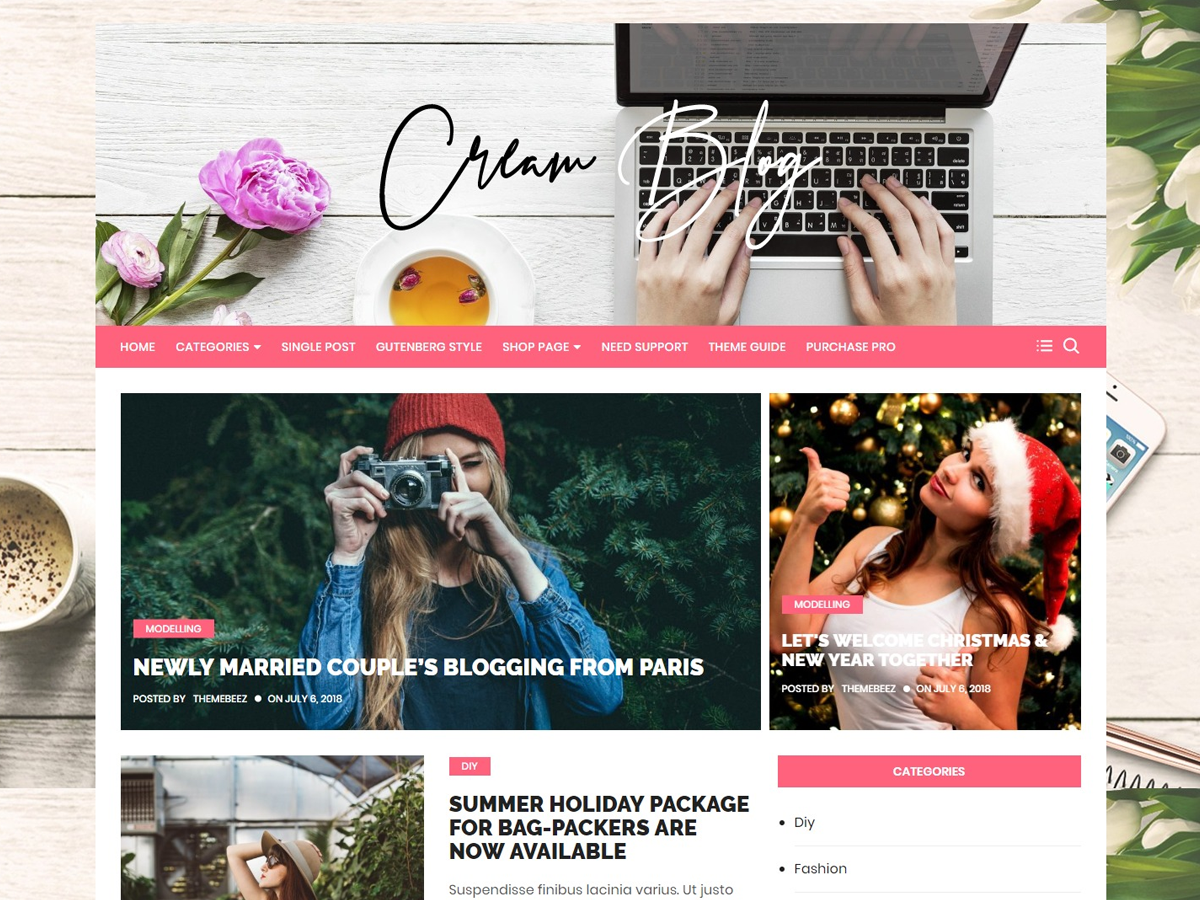 Cream Blog
HOME CATEGORIES SINGLE POST GUTENBERG STYLE SHOP PAGE NEED SUPPORT THEME GUIDE PURCHASE PRO
MODELLING
NEWLY MARRIED COUPLE'S BLOGGING FROM PARIS
POSTED BY THEMEBEEZ ON JULY 6, 2018
MODELLING
LET'S WELCOME CHRISTMAS &
NEW YEAR TOGETHER
POSTED BY THEMEBEEZ ON JULY 6, 2018
DIY
SUMMER HOLIDAY PACKAGE
FOR BAG-PACKERS ARE
NOW AVAILABLE
Suspendisse finibus lacinia varius. Ut justo
CATEGORIES
Diy
Fashion